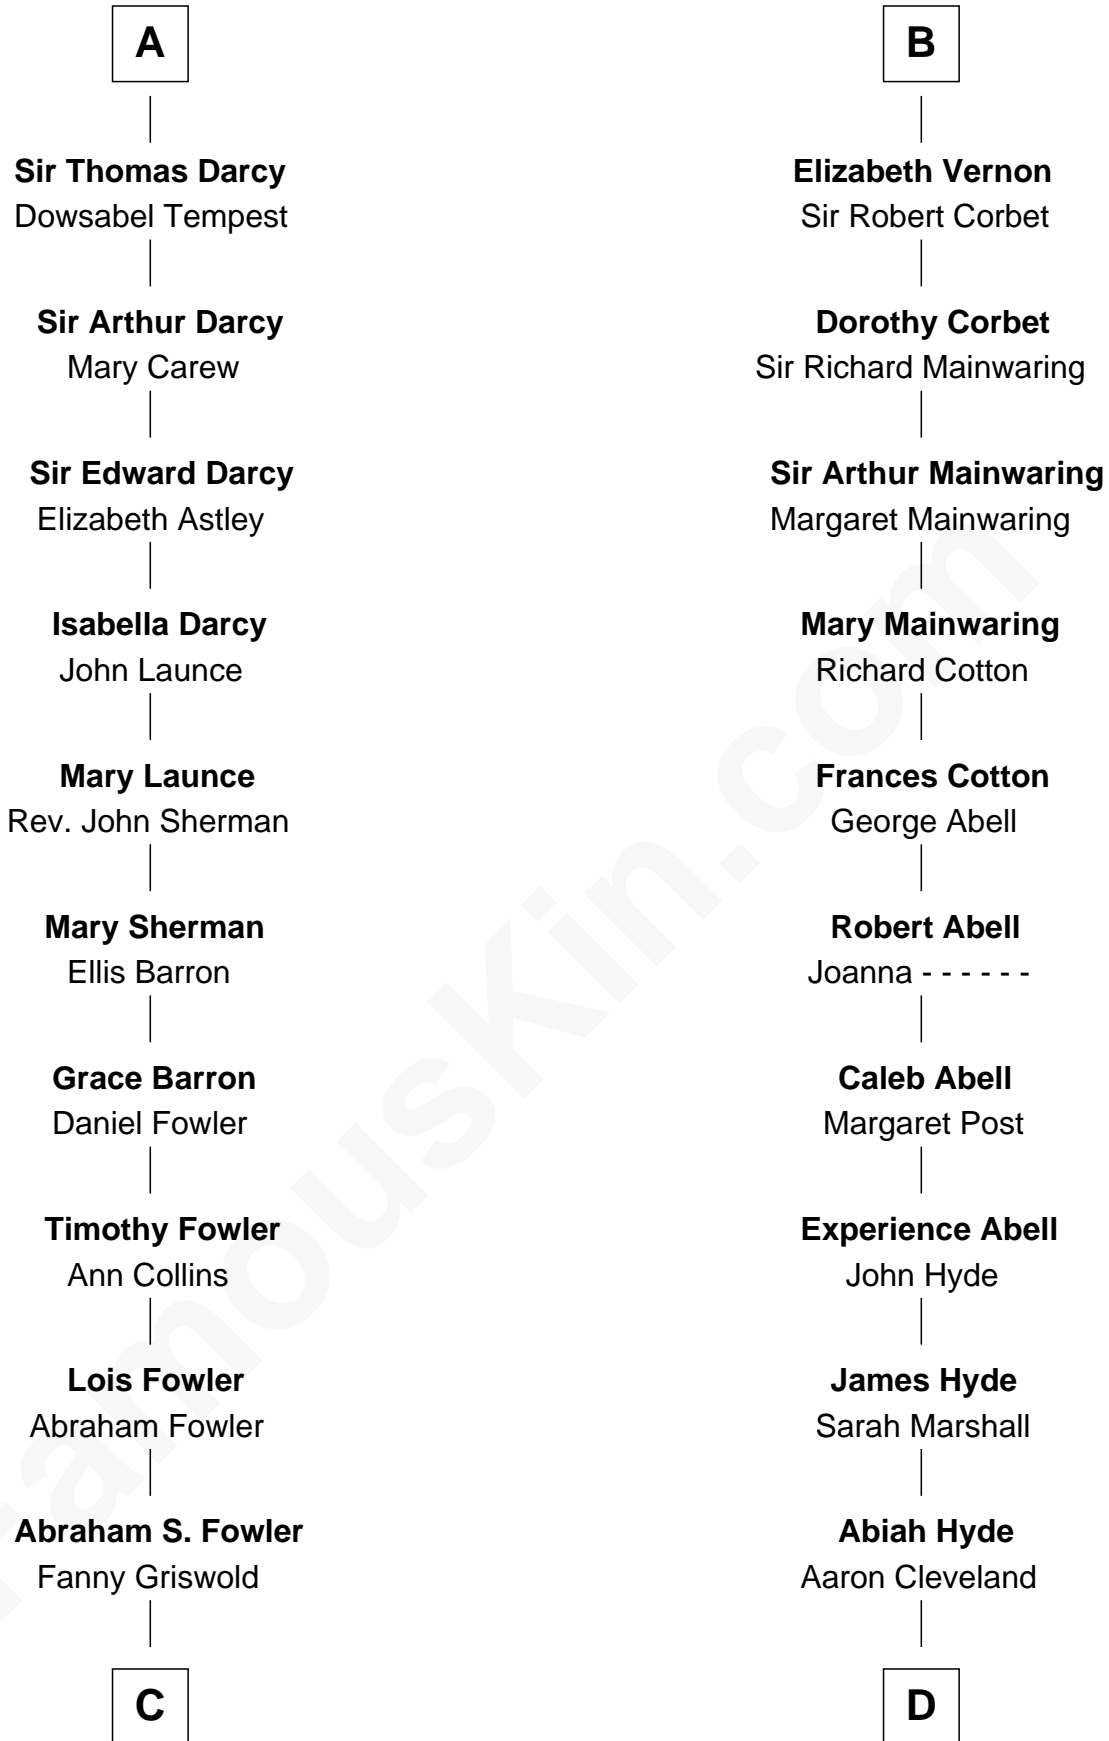 A
Sir Thomas Darcy
Dowsabel Tempest
Sir Arthur Darcy
Mary Carew
Sir Edward Darcy
Elizabeth Astley
Isabella Darcy
John Launce
Mary Launce
Rev. John Sherman
Mary Sherman
Ellis Barron
Grace Barron
Daniel Fowler
Timothy Fowler
Ann Collins
Lois Fowler
Abraham Fowler
Abraham S. Fowler
Fanny Griswold
C
B
Elizabeth Vernon
Sir Robert Corbet
Dorothy Corbet
Sir Richard Mainwaring
Sir Arthur Mainwaring
Margaret Mainwaring
Mary Mainwaring
Richard Cotton
Frances Cotton
George Abell
Robert Abell
Joanna - - - - - -
Caleb Abell
Margaret Post
Experience Abell
John Hyde
James Hyde
Sarah Marshall
Abiah Hyde
Aaron Cleveland
D
FamousKin.com